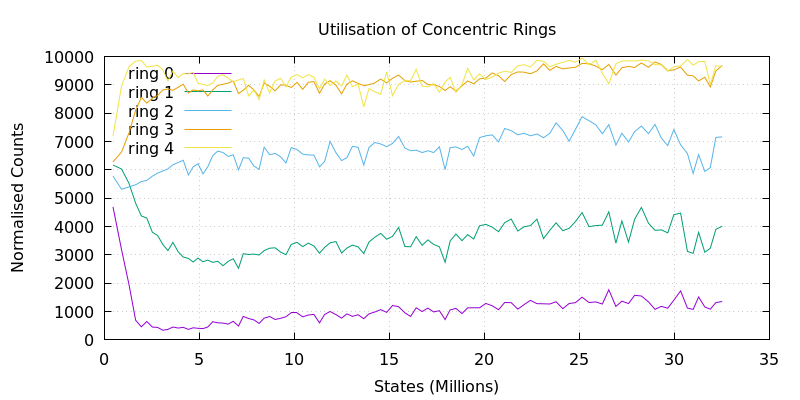 Utilisation of Concentric Rings
Normalised Counts
10000
9000
8000
7000
6000
5000
4000
3000
2000
1000
0
ring 0
ring 1
ring 2
ring 3
ring 4
0 5 10 15 20 25 30 35
States (Millions)